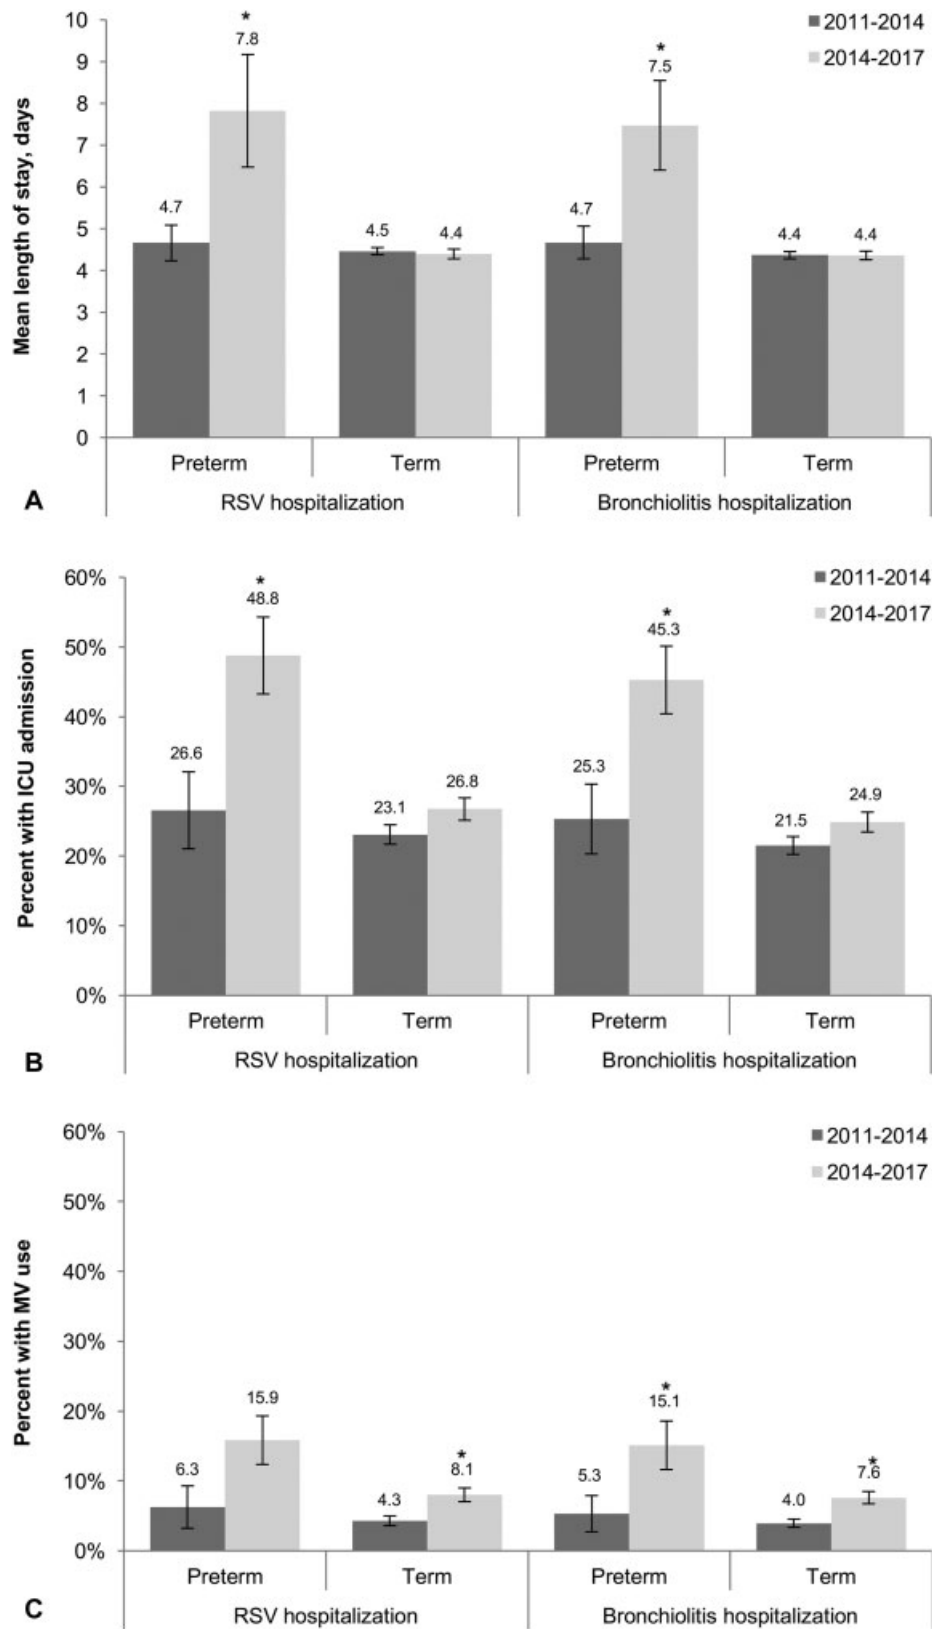 10
9
8
7
6
5
4
3
2
1
0
Mean length of stay, days
2011-2014
2014-2017
*
7.8
4.7
4.5
4.4
*
7.5
4.7
4.4
4.4
Preterm
Term
Preterm
Term
RSV hospitalization
Bronchiolitis hospitalization
A
60%
50%
40%
30%
20%
10%
0%
Percent with ICU admission
2011-2014
2014-2017
*
48.8
26.6
23.1
26.8
*
45.3
25.3
21.5
24.9
Preterm
Term
Preterm
Term
RSV hospitalization
Bronchiolitis hospitalization
B
60%
50%
40%
30%
20%
10%
0%
Percent with MV use
2011-2014
2014-2017
6.3
15.9
4.3
*
8.1
5.3
*
15.1
4.0
*
7.6
Preterm
Term
Preterm
Term
RSV hospitalization
Bronchiolitis hospitalization
C